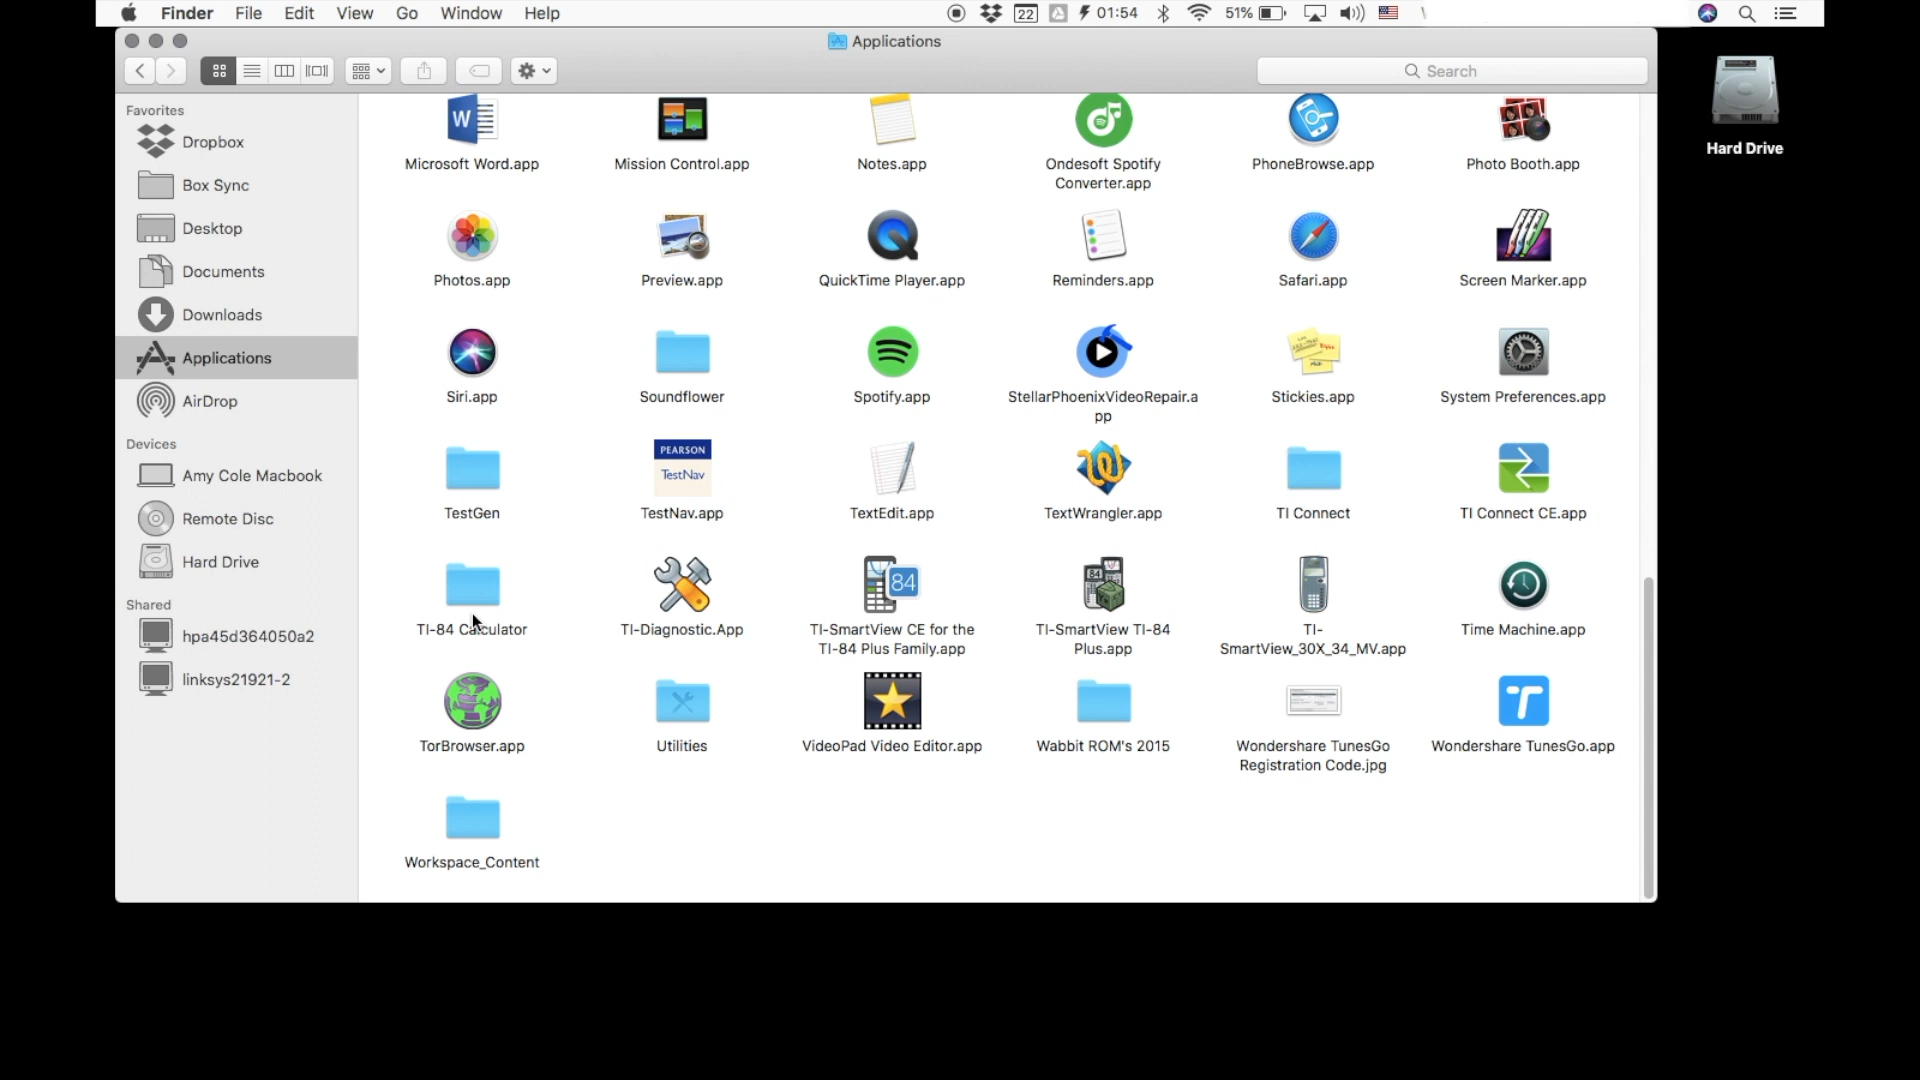 Finder File Edit View Go Window Help 22 01:54 51%
Applications
Search
Favorites
Dropbox
Box Sync
Desktop
Documents
Downloads
Applications
AirDrop
Devices
Amy Cole Macbook
Remote Disc
Hard Drive
Shared
hpa45d364050a2
linksys21921-2
W
Microsoft Word.app
Mission Control.app
Notes.app
Ondesoft Spotify
Converter.app
PhoneBrowse.app
Photo Booth.app
Photos.app
Preview.app
QuickTime Player.app
Reminders.app
Safari.app
Screen Marker.app
Siri.app
Soundflower
Spotify.app
StellarPhoenixVideoRepair.a
pp
Stickies.app
System Preferences.app
TestGen
PEARSON
TestNav
TestNav.app
TextEdit.app
TextWrangler.app
TI Connect
TI Connect CE.app
TI-84 Calculator
TI-Diagnostic.App
84
TI-SmartView CE for the
TI-84 Plus Family.app
84
TI-SmartView TI-84
Plus.app
TI-
SmartView_30X_34_MV.app
Time Machine.app
TorBrowser.app
Utilities
VideoPad Video Editor.app
Wabbit ROM's 2015
Wondershare TunesGo
Registration Code.jpg
Wondershare TunesGo.app
Workspace_Content
Hard Drive